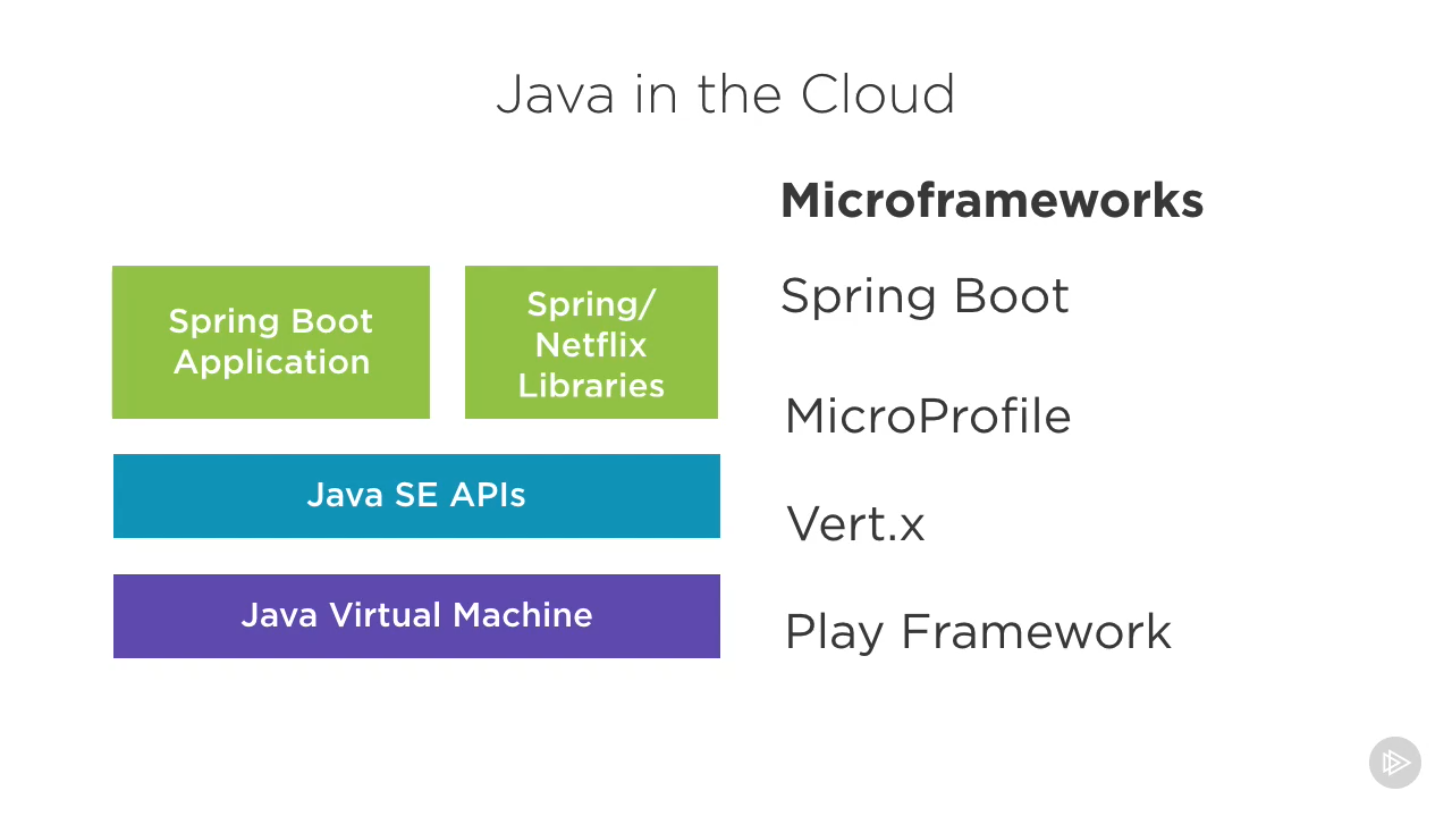 Java in the Cloud
Spring Boot
Application
Spring/
Netflix
Libraries
Java SE APIs
Java Virtual Machine
Microframeworks
Spring Boot
MicroProfile
Vert.x
Play Framework